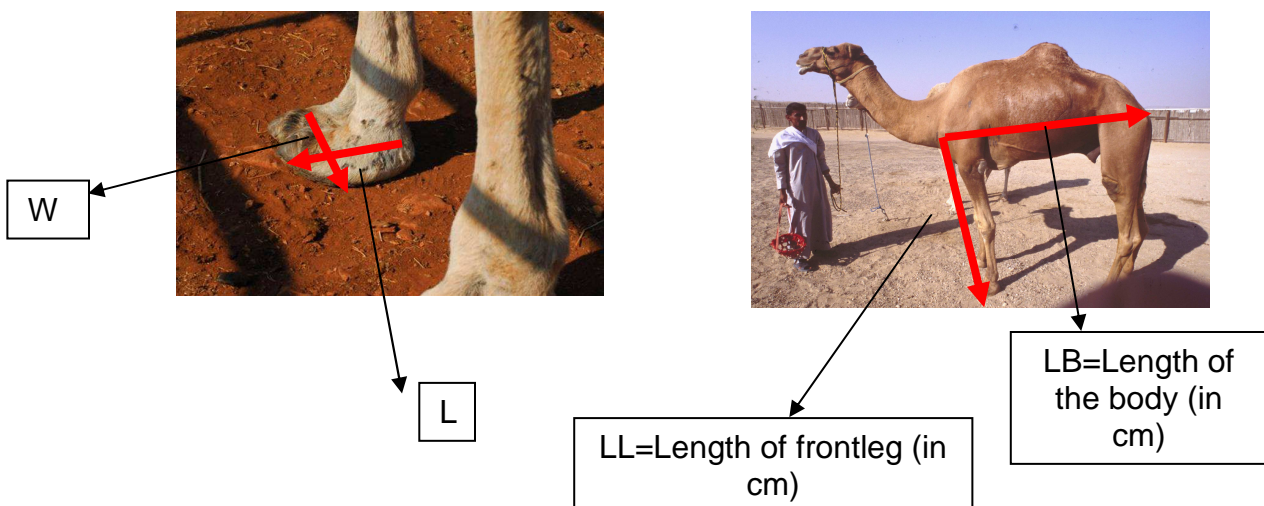 W
L
LL=Length of frontleg (in
cm)
LB=Length of
the body (in
cm)